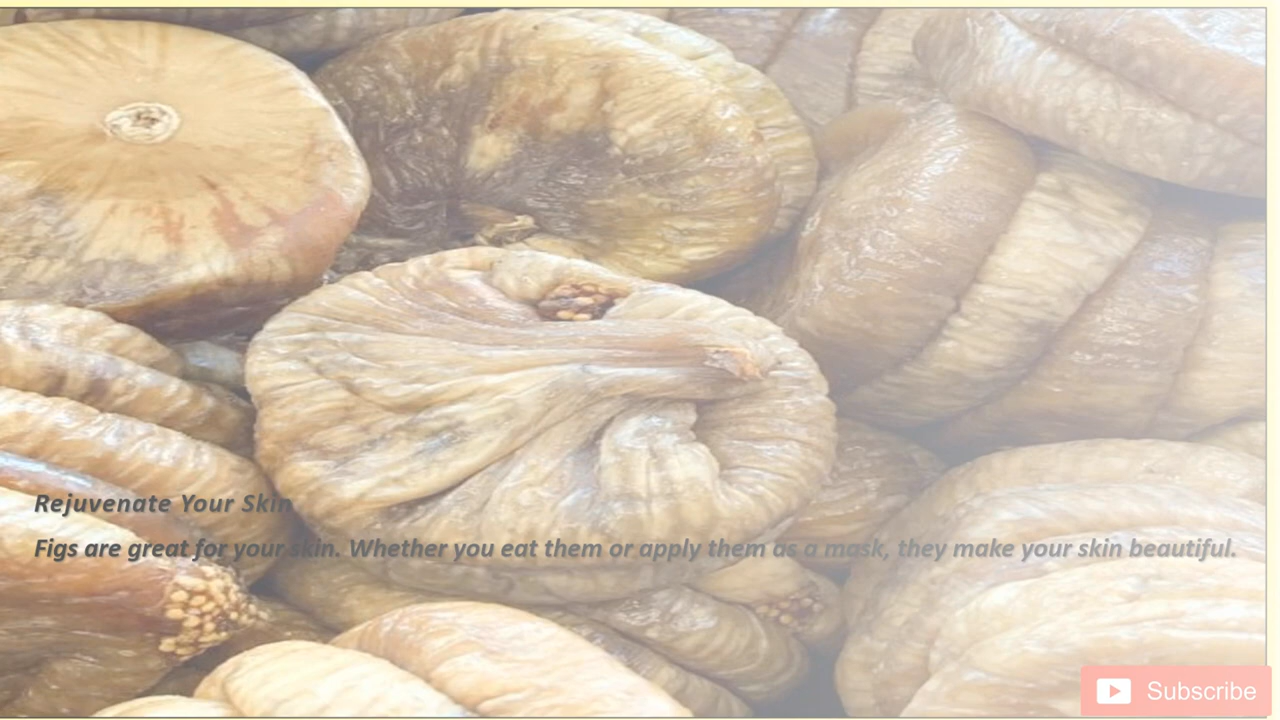 Rejuvenate Your Skin
Figs are great for your skin. Whether you eat them or apply them as a mask, they make your skin beautiful.
Subscribe